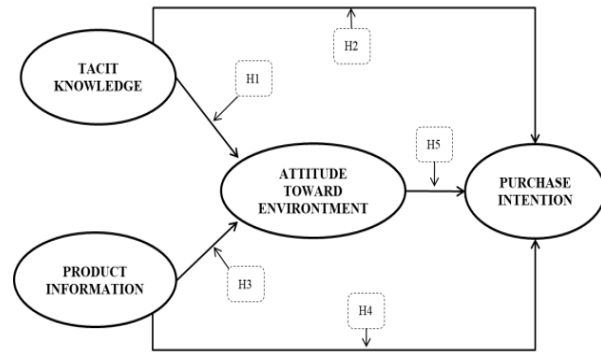 H2
TACIT
KNOWLEDGE
H1
ATTITUDE
TOWARD
ENVIRONTMENT
H5
PURCHASE
INTENTION
PRODUCT
INFORMATION
H3
H4